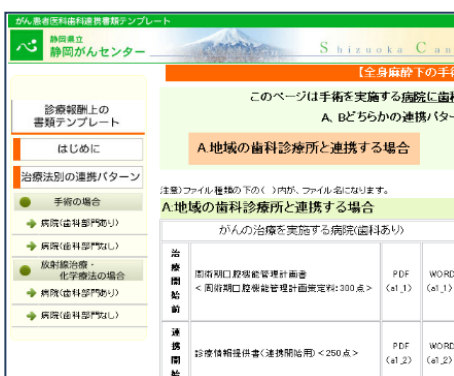 がん患者医科歯科連携書類テンプレート
静岡県立
静岡がんセンター
Shizuoka Can
【全身麻酔下の手術
診療報酬上の
書類テンプレート
はじめに
治療法別の連携パターン
手術の場合
病院(歯科部門あり)
病院(歯科部門なし)
放射線治療・
化学療法の場合
病院(歯科部門あり)
病院(歯科部門なし)
このページは手術を実施する病院に歯科
A、Bどちらかの連携パター
A.地域の歯科診療所と連携する場合
注意)ファイル種類の下の( )内が、ファイル名になります。
A:地域の歯科診療所と連携する場合
がんの治療を実施する病院(歯科あり)
治療開始前
周術期口腔機能管理計画書
<周術期口腔機能管理計画策定料:300点>
PDF
(a1_1)
WORD
(a1_1)
連携開始
診療情報提供書(連携開始用)<250点>
PDF
(a1_2)
WORD
(a1_2)